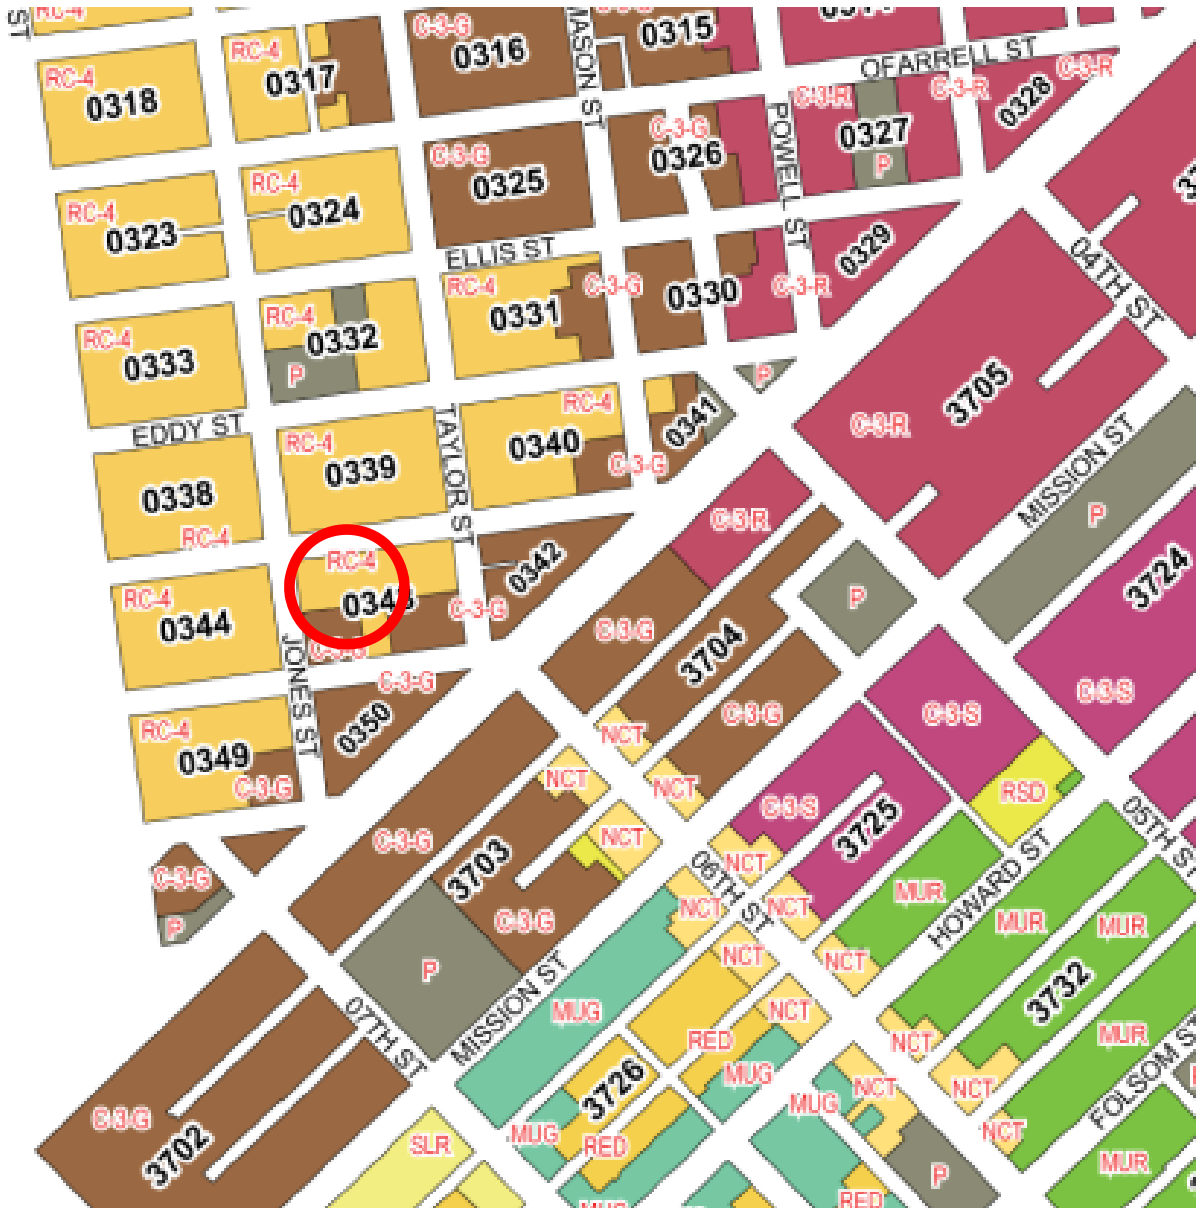 ST
RC-4
C-3-G
0316
MASON ST
C-3-G
0315
RC-4
0317
OFARRELL ST
C-3-R
RC-4
0318
C-3-R
C-3-R
0328
POWELL ST
0327
P
C-3-G
0326
C-3-G
0325
RC-4
0324
RC-4
0323
ELLIS ST
0329
04TH ST
RC-4
0331
C-3-G
0330
C-3-R
RC-4
0332
P
RC-4
0333
P
EDDY ST
TAYLOR ST
RC-4
0340
C-3-G
0341
C-3-R
3705
MISSION ST
P
RC-4
0339
0338
RC-4
C-3-R
RC-4
C-3-G
0342
C-3-G
P
3724
RC-4
0344
JONES ST
C-3-G
3704
C-3-G
0350
C-3-G
NCT
C-3-S
C-3-S
RC-4
0349
C-3-G
NCT
NCT
C-3-S
3725
RSD
05TH ST
C-3-G
3703
NCT
NCT
06TH ST
MUR
HOWARD ST
C-3-G
P
C-3-G
NCT
NCT
MUR
MUR
P
MISSION ST
NCT
NCT
3732
07TH ST
MUG
NCT
RED
NCT
MUR
FOLSOM ST
MUG
3726
NCT
NCT
C-3-G
3702
SLR
MUG
RED
MUG
NCT
MUR
P
RED
MUG